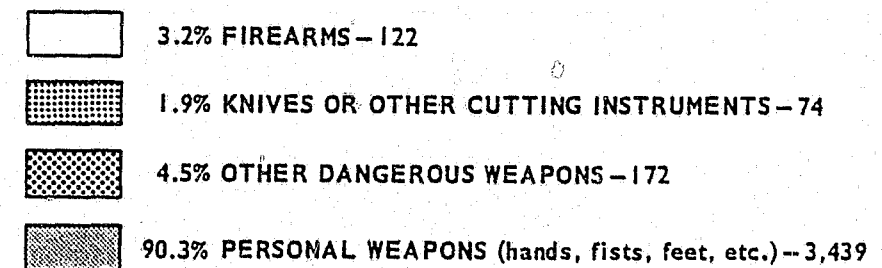 3.2% FIREARMS – 122
1.9% KNIVES OR OTHER CUTTING INSTRUMENTS – 74
4.5% OTHER DANGEROUS WEAPONS – 172
90.3% PERSONAL WEAPONS (hands, fists, feet, etc.) -- 3,439